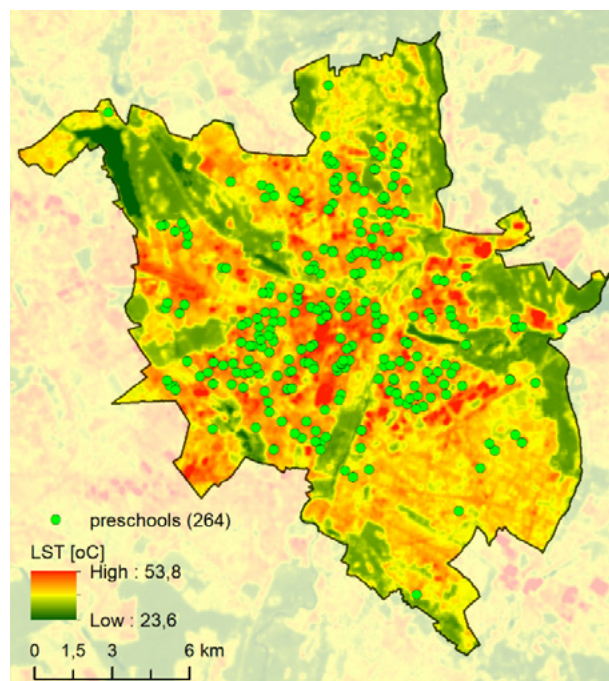 preschools (264)
LST [oC]
High : 53,8
Low : 23,6
0 1,5 3 6 km